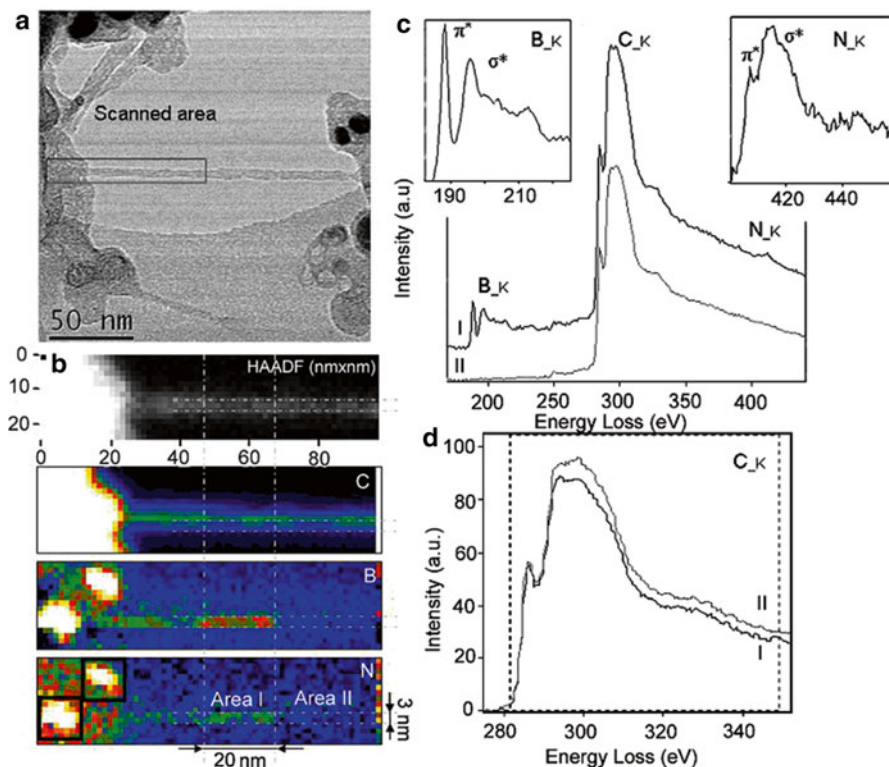 a
Scanned area
50 nm
b
HAADF (nmxnm)
0
10
20
0 20 40 60 80
C
B
N
Area I Area II
3 nm
20 nm
c
π*
σ*
B_K
190 210
C_K
N_K
π*
σ*
420 440
N_K
B_K
I
II
Intensity (a.u)
200 250 300 350 400
Energy Loss (eV)
d
C_K
100
80
60
40
20
0
II
I
Intensity (a.u.)
280 300 320 340
Energy Loss (eV)